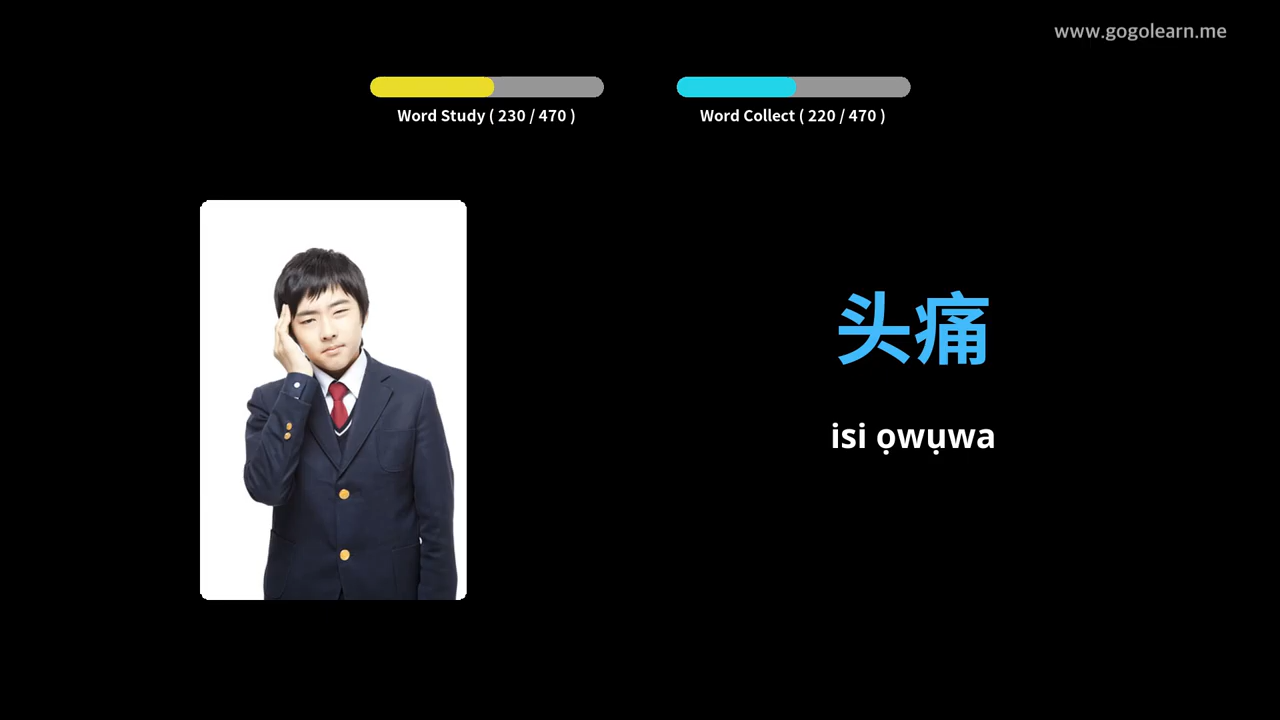 www.gogolearn.me
Word Study ( 230 / 470 )
Word Collect ( 220 / 470 )
头痛
isi ọwụwa